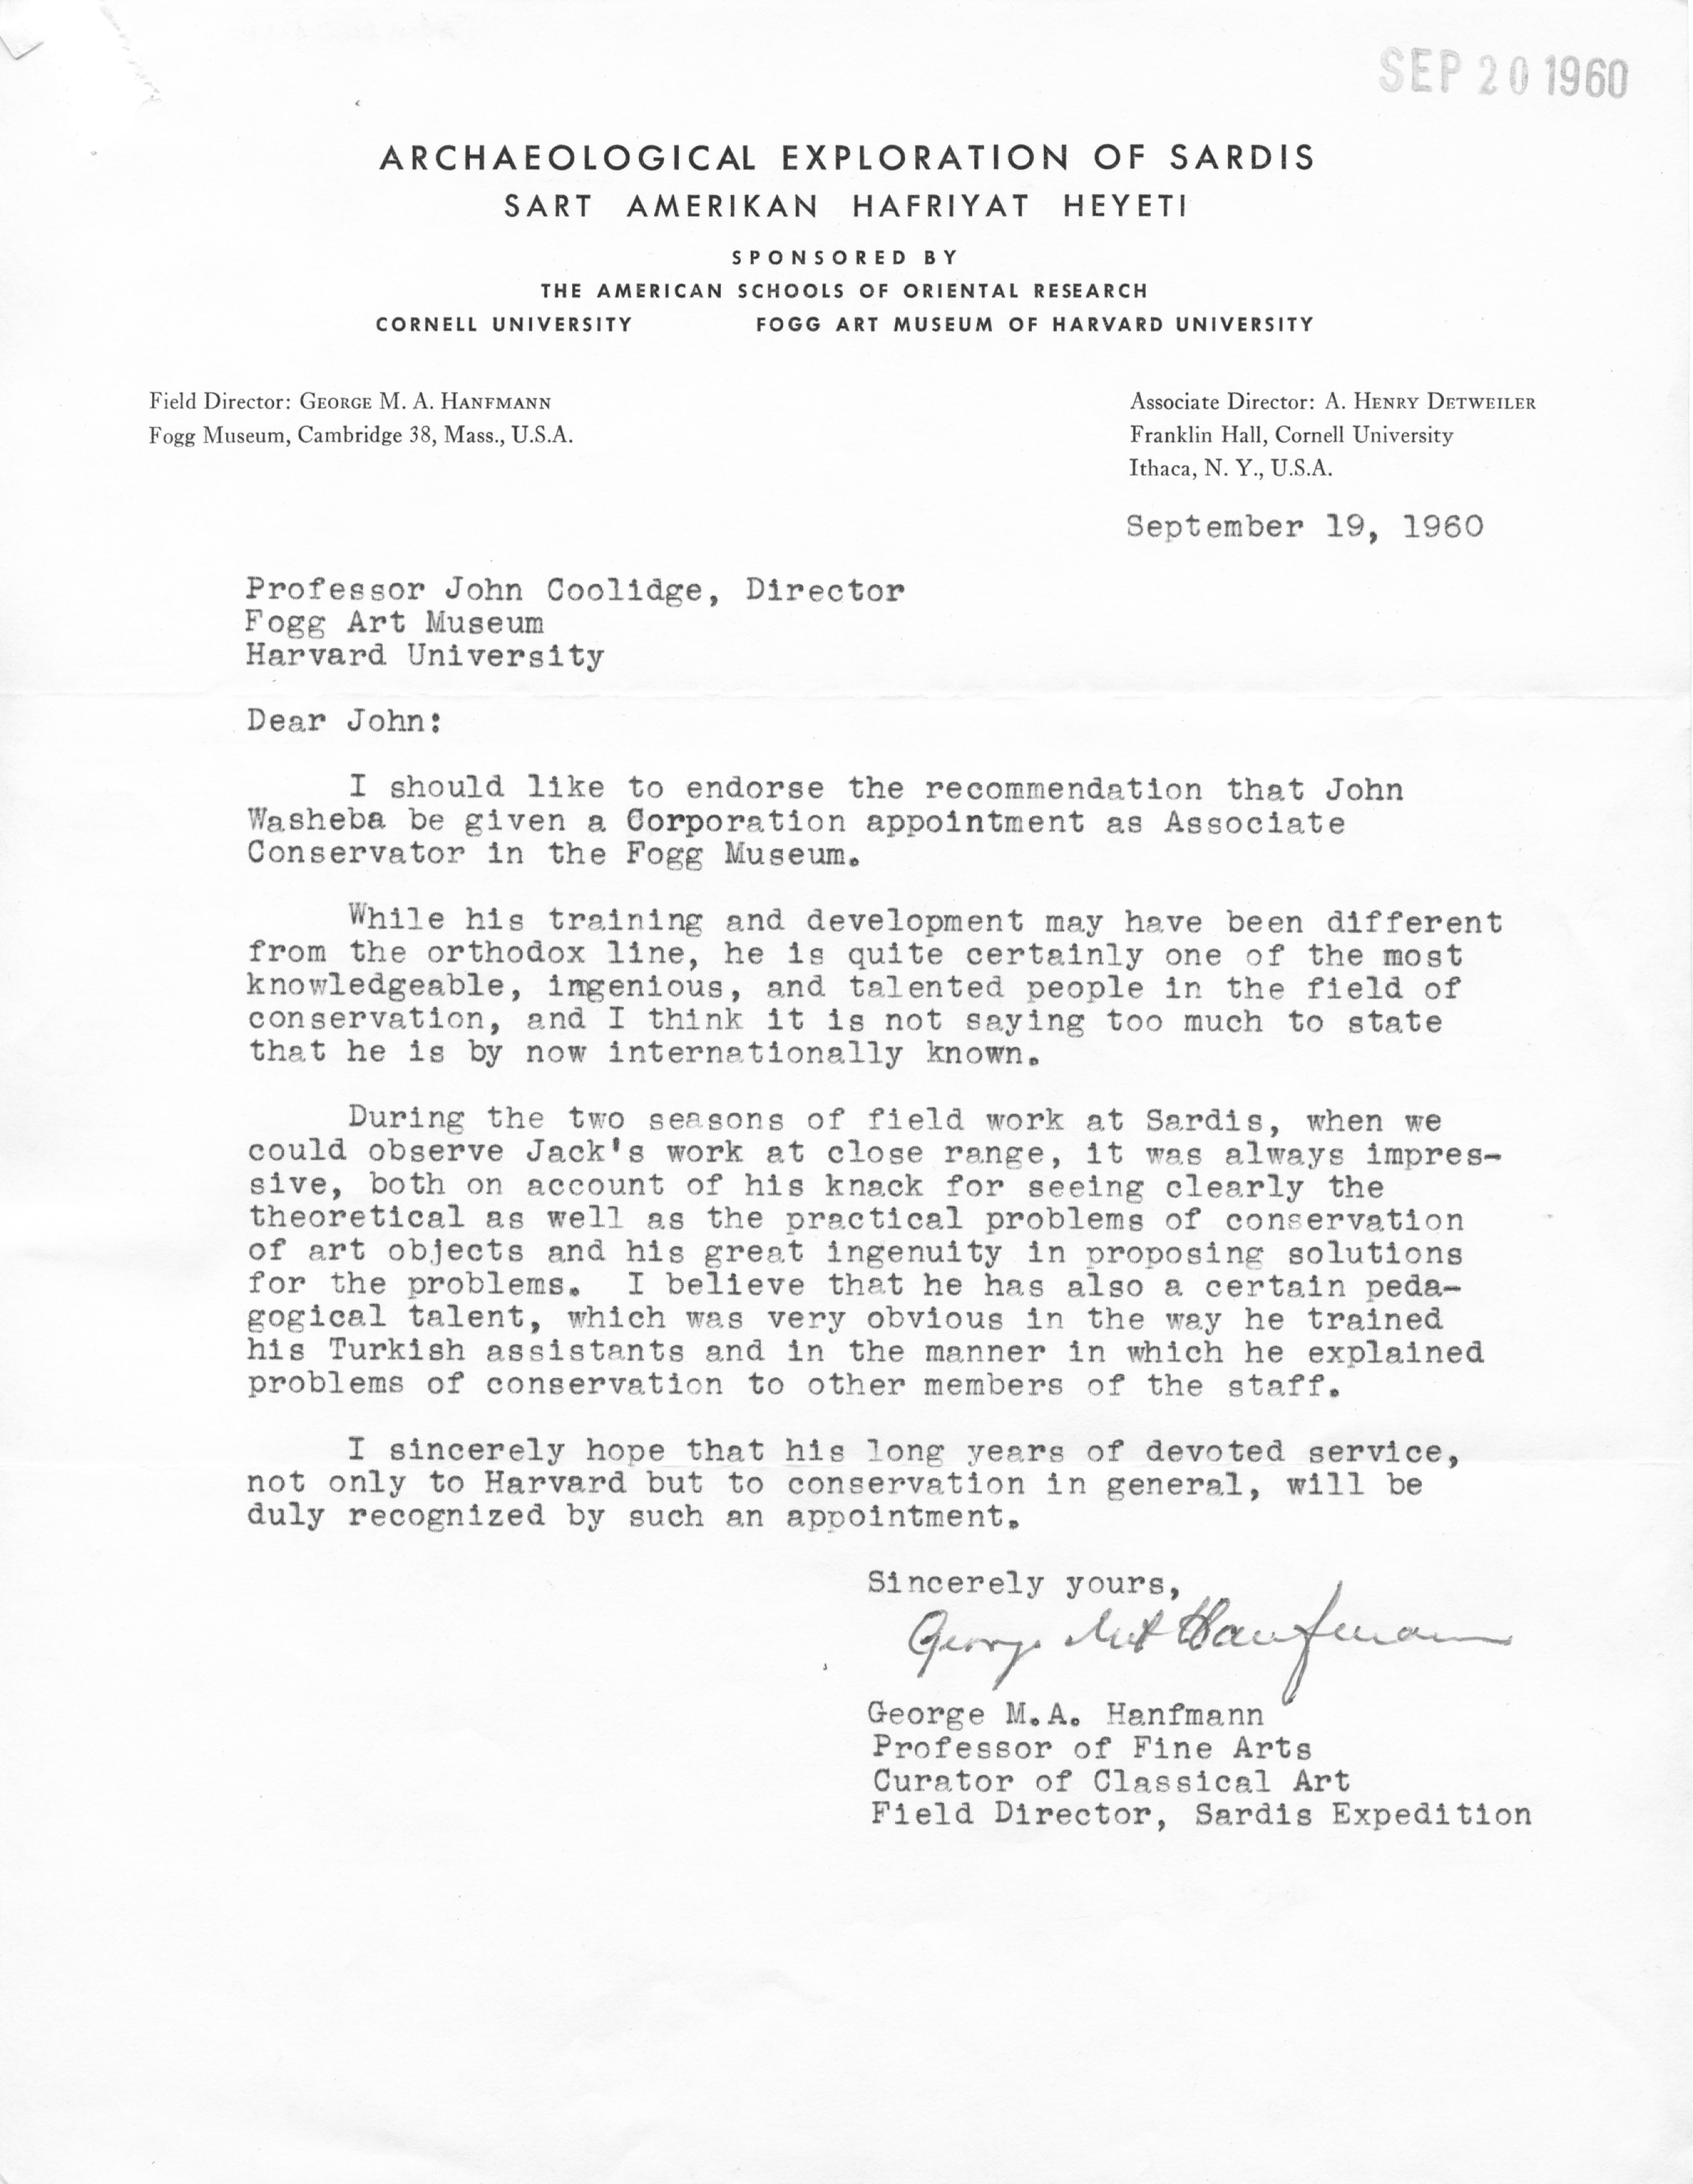 SEP 20 1960
ARCHAEOLOGICAL EXPLORATION OF SARDIS
SART AMERIKAN HAFRIYAT HEYETI
SPONSORED BY
THE AMERICAN SCHOOLS OF ORIENTAL RESEARCH
CORNELL UNIVERSITY FOGG ART MUSEUM OF HARVARD UNIVERSITY
Field Director: GEORGE M. A. HANFMANN
Fogg Museum, Cambridge 38, Mass., U.S.A.
Associate Director: A. HENRY DETWEILER
Franklin Hall, Cornell University
Ithaca, N. Y., U.S.A.
September 19, 1960
Professor John Coolidge, Director
Fogg Art Museum
Harvard University
Dear John:
I should like to endorse the recommendation that John
Washeba be given a Corporation appointment as Associate
Conservator in the Fogg Museum.
While his training and development may have been different
from the orthodox line, he is quite certainly one of the most
knowledgeable, ingenious, and talented people in the field of
conservation, and I think it is not saying too much to state
that he is by now internationally known.
During the two seasons of field work at Sardis, when we
could observe Jack's work at close range, it was always impres-
sive, both on account of his knack for seeing clearly the
theoretical as well as the practical problems of conservation
of art objects and his great ingenuity in proposing solutions
for the problems. I believe that he has also a certain peda-
gogical talent, which was very obvious in the way he trained
his Turkish assistants and in the manner in which he explained
problems of conservation to other members of the staff.
I sincerely hope that his long years of devoted service,
not only to Harvard but to conservation in general, will be
duly recognized by such an appointment.
Sincerely yours,
George M A Hanfmann
George M.A. Hanfmann
Professor of Fine Arts
Curator of Classical Art
Field Director, Sardis Expedition